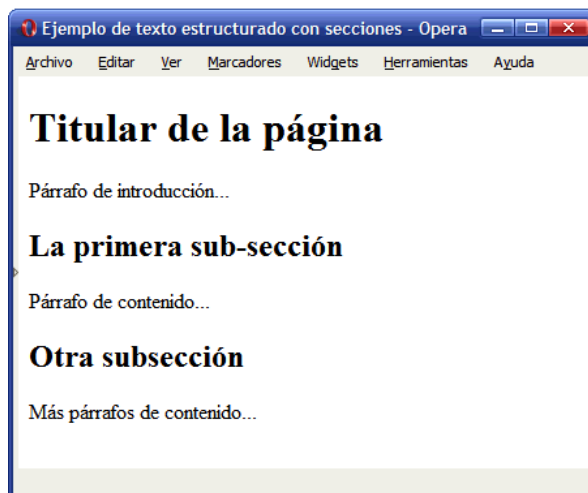 Ejemplo de texto estructurado con secciones - Opera
Archivo Editar Ver Marcadores Widgets Herramientas Ayuda
Titular de la página
Párrafo de introducción...
La primera sub-sección
Párrafo de contenido...
Otra subsección
Más párrafos de contenido...